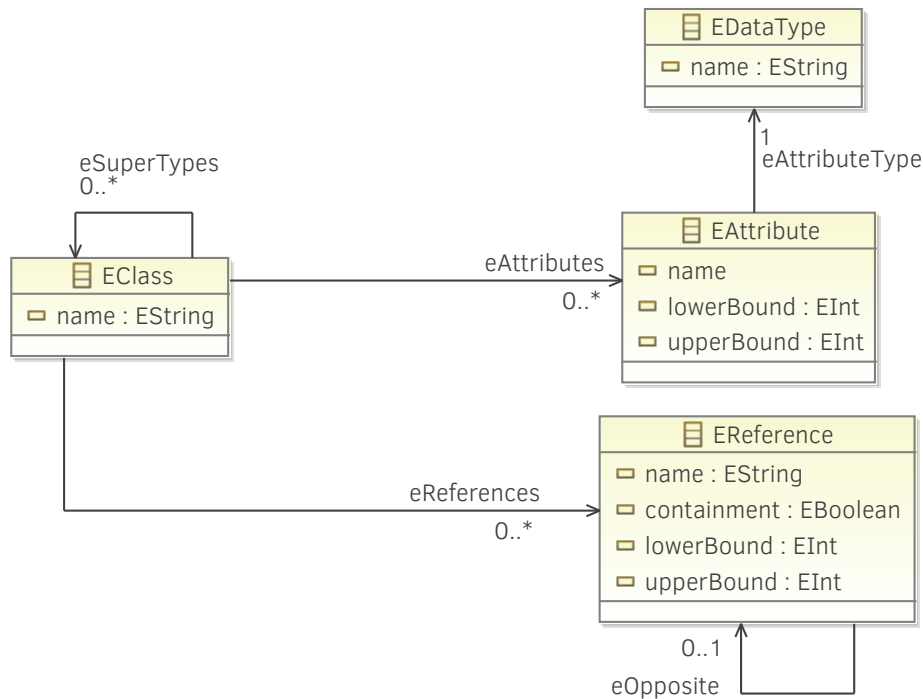 EDataType
name : EString
1
eAttributeType
eSuperTypes
0..*
EClass
name : EString
eAttributes
0..*
EAttribute
name
lowerBound : EInt
upperBound : EInt
eReferences
0..*
EReference
name : EString
containment : EBoolean
lowerBound : EInt
upperBound : EInt
0..1
eOpposite